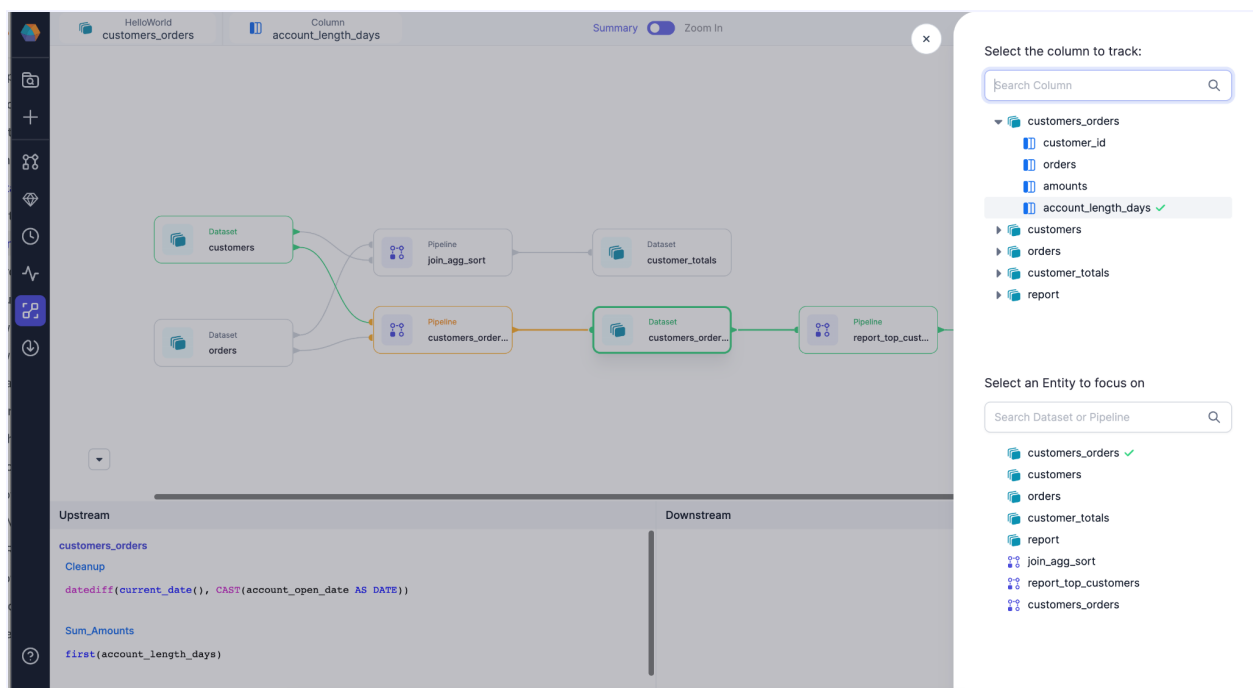 HelloWorld
customers_orders
Column
account_length_days
Summary
Zoom In
Dataset
customers
Pipeline
join_agg_sort
Dataset
customer_totals
Dataset
orders
Pipeline
customers_order...
Dataset
customers_order...
Pipeline
report_top_cust...
Upstream
Downstream
customers_orders
Cleanup
datediff(current_date(), CAST(account_open_date AS DATE))
Sum_Amounts
first(account_length_days)
Select the column to track:
Search Column
customers_orders
customer_id
orders
amounts
account_length_days
customers
orders
customer_totals
report
Select an Entity to focus on
Search Dataset or Pipeline
customers_orders
customers
orders
customer_totals
report
join_agg_sort
report_top_customers
customers_orders